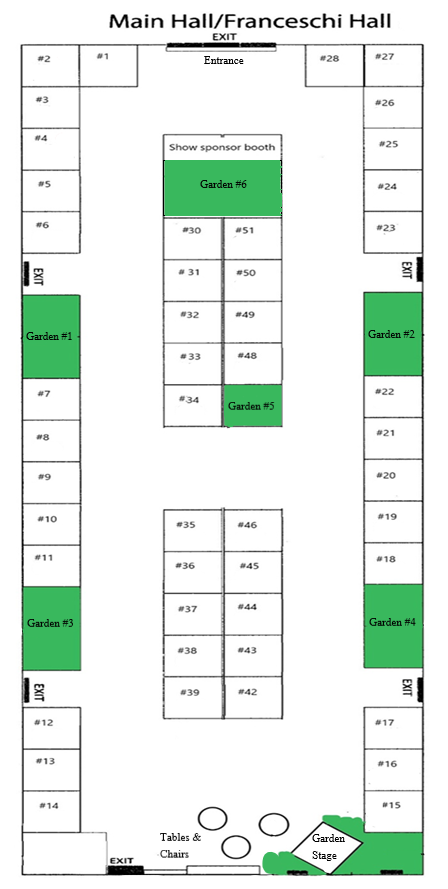 Main Hall/Franceschi Hall
EXIT
Entrance
#2
#1
#28
#27
#3
#26
#4
#25
Show sponsor booth
#5
#24
Garden #6
#6
#23
#30
#51
EXIT
EXIT
# 31
#50
Garden #1
Garden #2
#32
#49
#33
#48
#7
#22
#34
Garden #5
#8
#21
#9
#20
#10
#19
#35
#46
#11
#18
#36
#45
Garden #3
Garden #4
#37
#44
#38
#43
EXIT
EXIT
#39
#42
#12
#17
#13
#16
#14
#15
Tables &
Chairs
Garden
Stage
EXIT